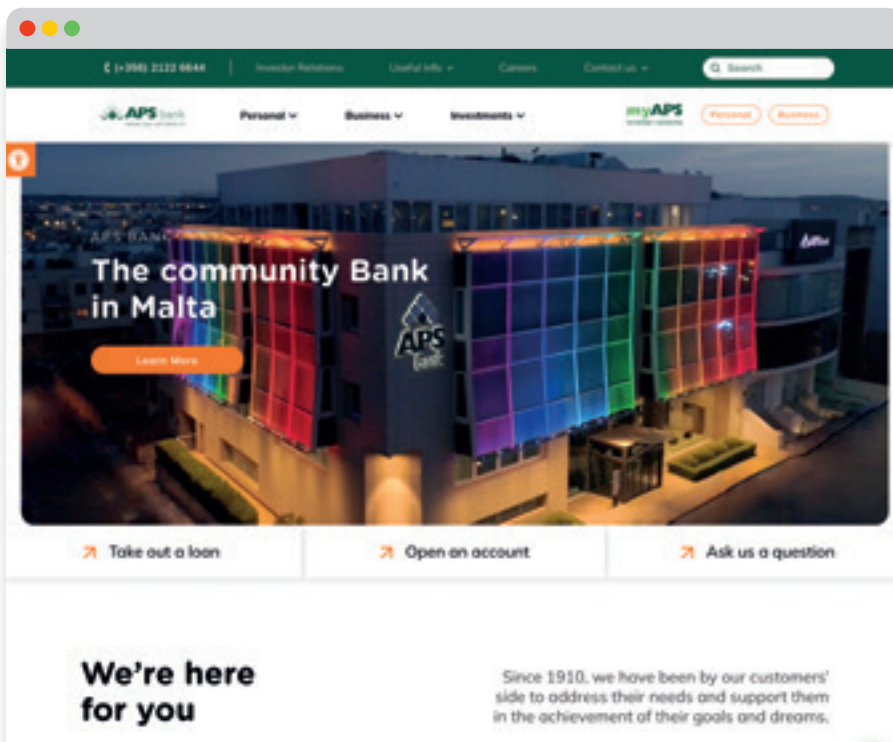 (+356) 2122 6644 Investor Relations Useful Info Careers Contact us Search
APS bank Personal Business Investments myAPS Personal Business
APS BANK
The community Bank
in Malta
Learn More
APS
bank
Take out a loan Open an account Ask us a question
We're here
for you
Since 1910, we have been by our customers'
side to address their needs and support them
in the achievement of their goals and dreams.